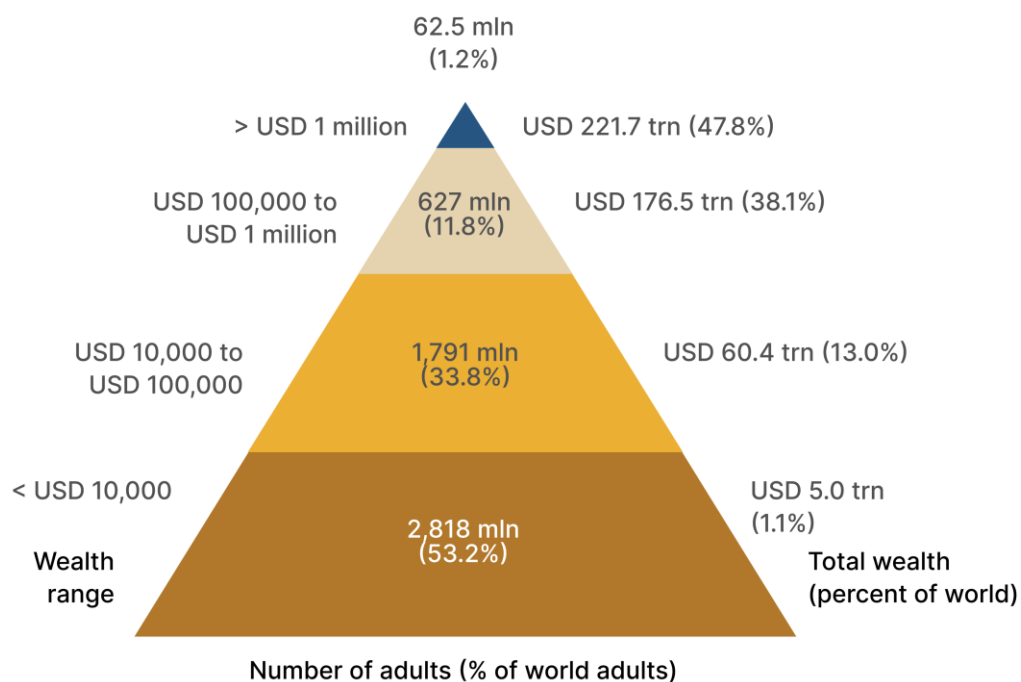 62.5 mln
(1.2%)
> USD 1 million
USD 221.7 trn (47.8%)
USD 100,000 to
USD 1 million
627 mln
(11.8%)
USD 176.5 trn (38.1%)
USD 10,000 to
USD 100,000
1,791 mln
(33.8%)
USD 60.4 trn (13.0%)
< USD 10,000
2,818 mln
(53.2%)
USD 5.0 trn
(1.1%)
Wealth
range
Total wealth
(percent of world)
Number of adults (% of world adults)